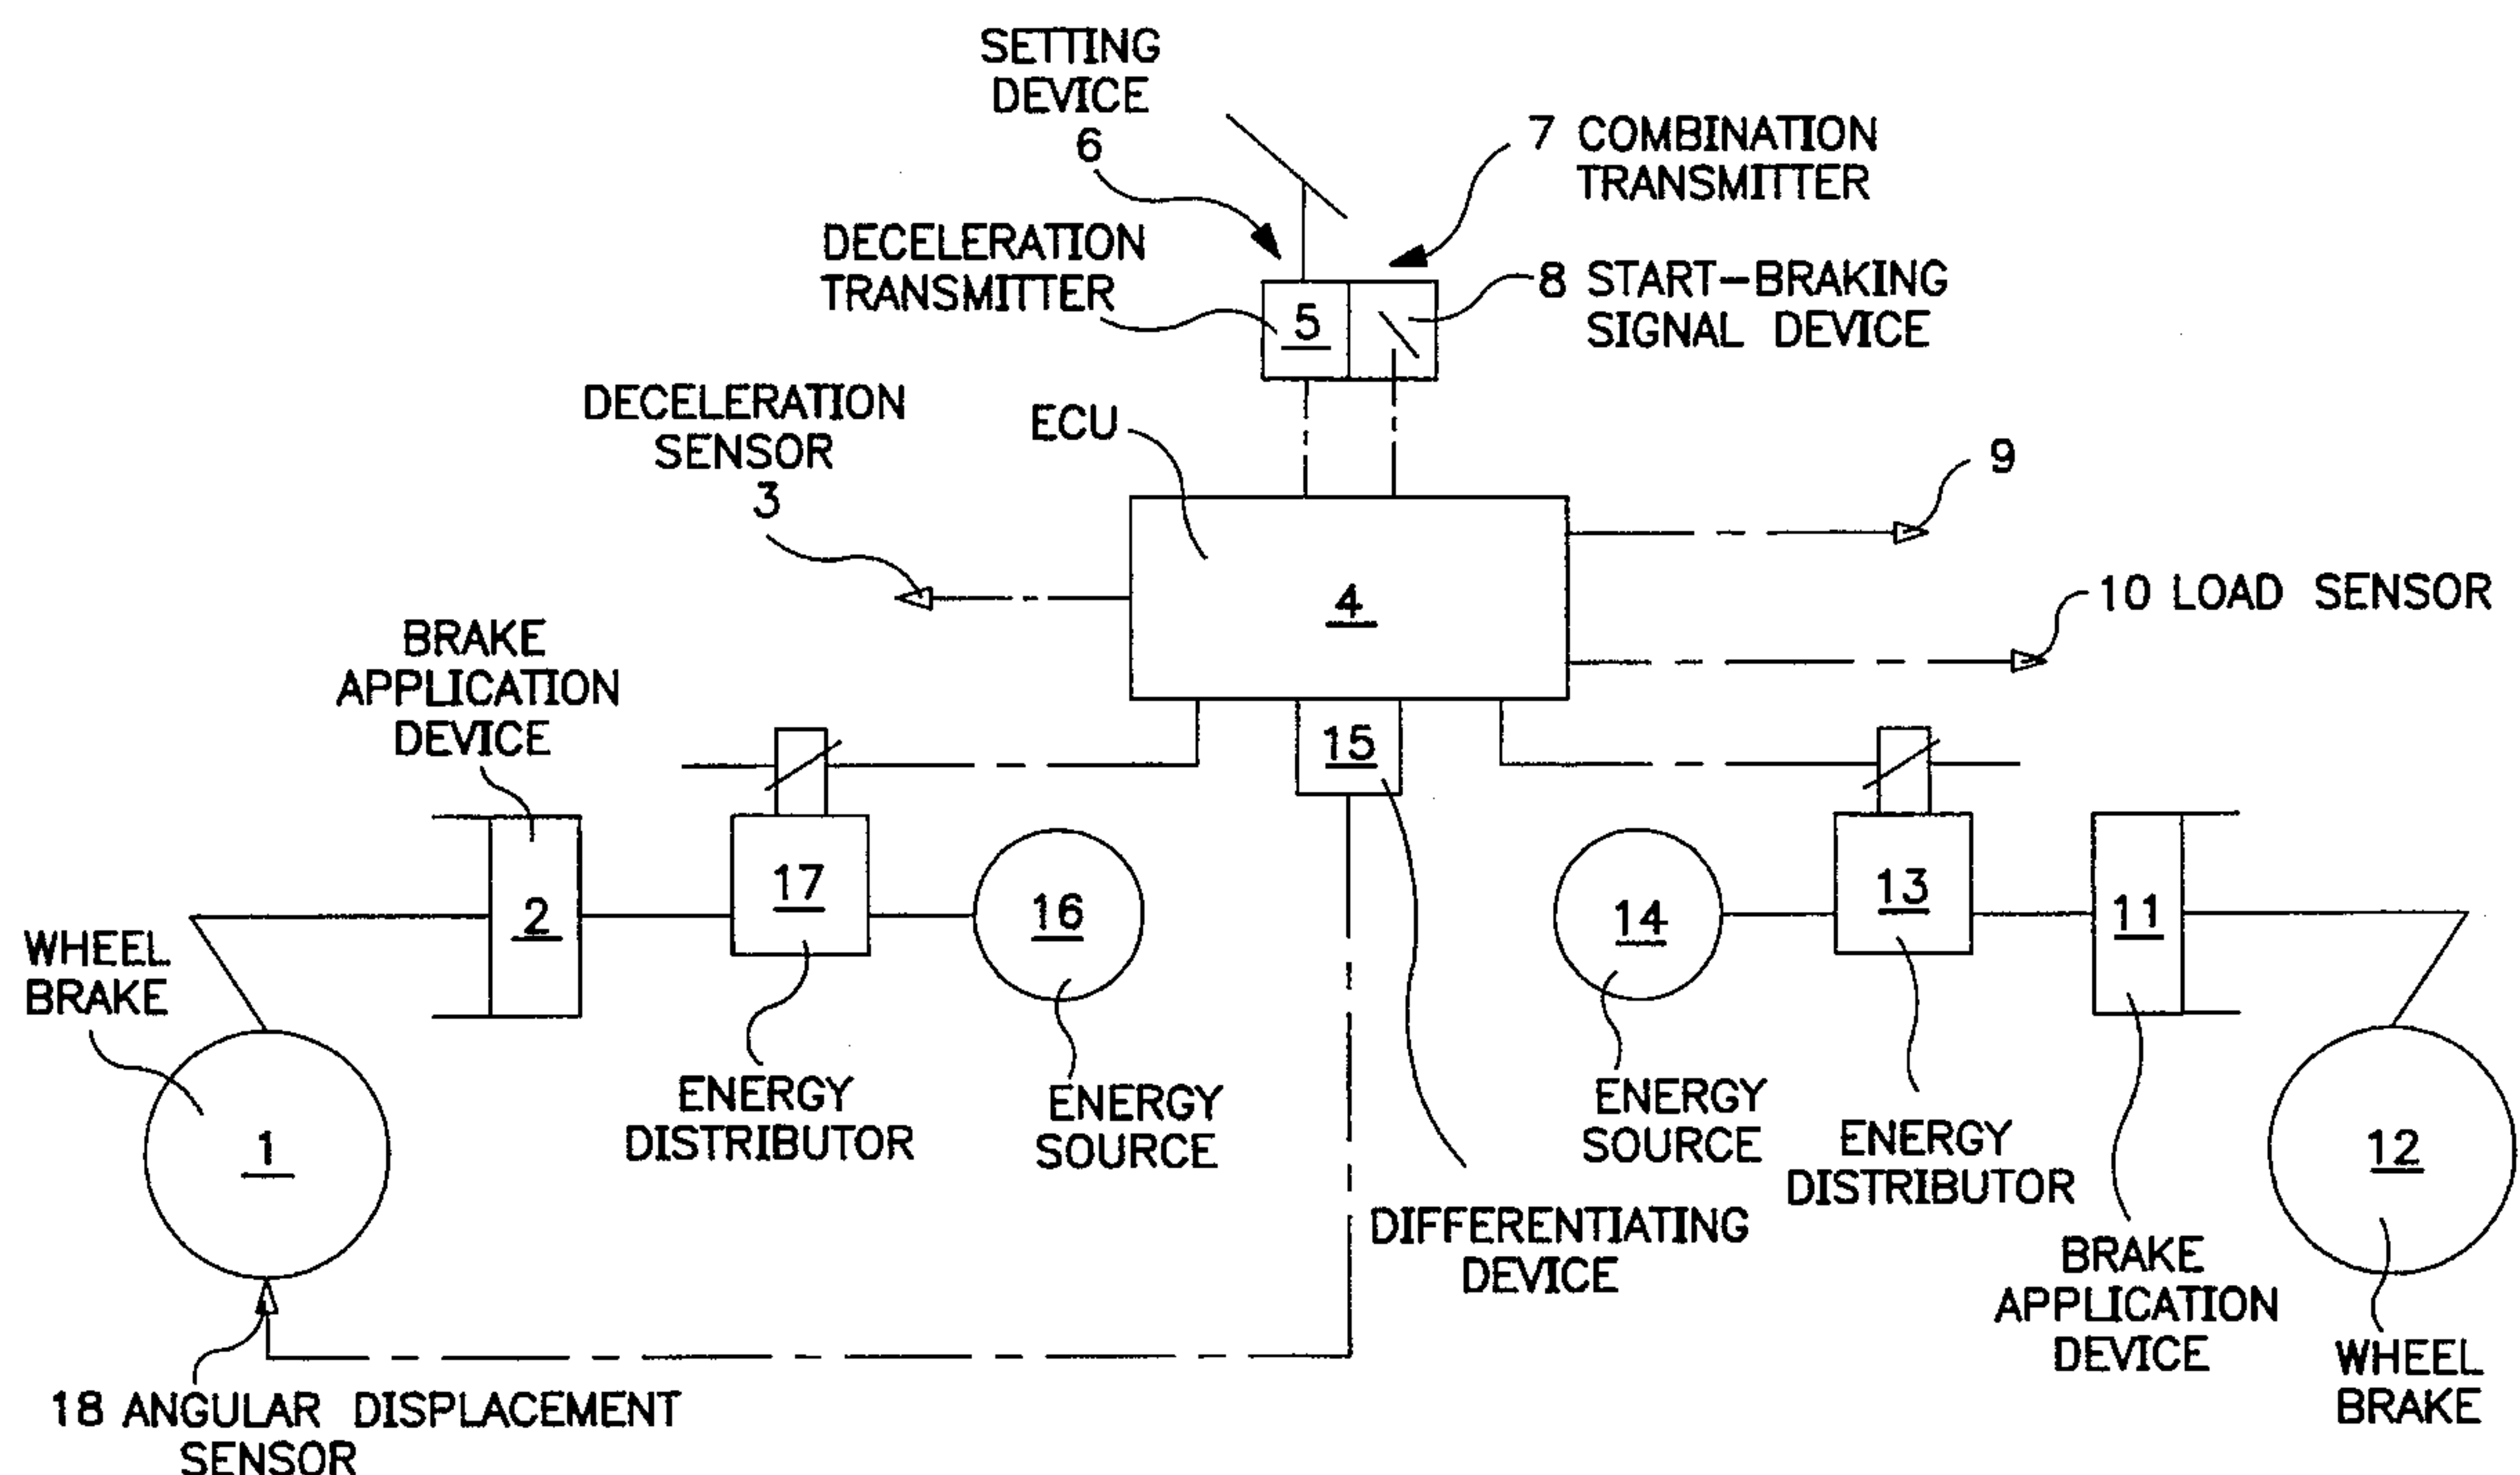 SETTING
DEVICE
6
7 COMBINATION
TRANSMITTER
DECELERATION
TRANSMITTER
5
8 START-BRAKING
SIGNAL DEVICE
DECELERATION
SENSOR
3
ECU
9
4
10 LOAD SENSOR
BRAKE
APPLICATION
DEVICE
15
2
17
16
14
13
11
WHEEL
BRAKE
1
ENERGY
DISTRIBUTOR
ENERGY
SOURCE
ENERGY
SOURCE
ENERGY
DISTRIBUTOR
12
DIFFERENTIATING
DEVICE
BRAKE
APPLICATION
DEVICE
WHEEL
BRAKE
18 ANGULAR DISPLACEMENT
SENSOR